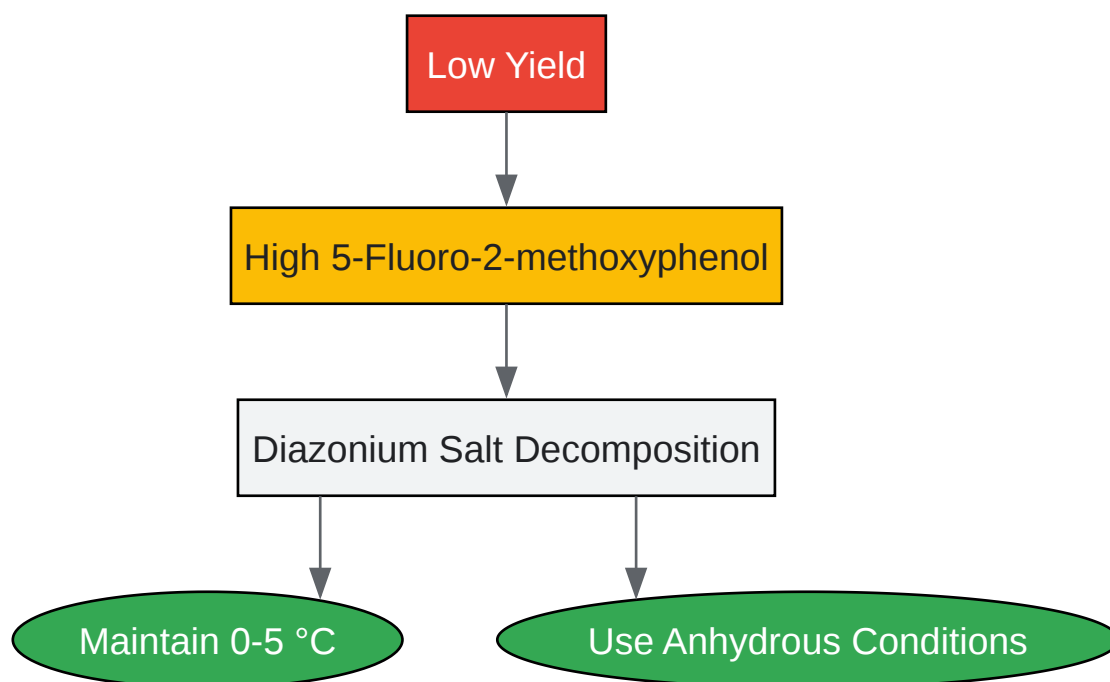 Low Yield
High 5-Fluoro-2-methoxyphenol
Diazonium Salt Decomposition
Maintain 0-5 °C
Use Anhydrous Conditions